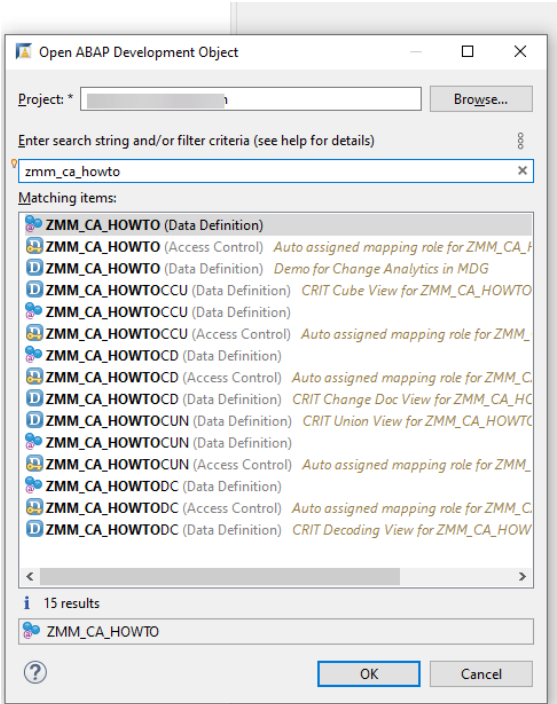 Open ABAP Development Object
Project: *
Browse...
Enter search string and/or filter criteria (see help for details)
zmm_ca_howto
Matching items:
ZMM_CA_HOWTO (Data Definition)
ZMM_CA_HOWTO (Access Control) Auto assigned mapping role for ZMM_CA_H
ZMM_CA_HOWTO (Data Definition) Demo for Change Analytics in MDG
ZMM_CA_HOWTOCCU (Data Definition) CRIT Cube View for ZMM_CA_HOWTO
ZMM_CA_HOWTOCCU (Data Definition)
ZMM_CA_HOWTOCCU (Access Control) Auto assigned mapping role for ZMM_
ZMM_CA_HOWTOCD (Data Definition)
ZMM_CA_HOWTOCD (Access Control) Auto assigned mapping role for ZMM_C
ZMM_CA_HOWTOCD (Data Definition) CRIT Change Doc View for ZMM_CA_HO
ZMM_CA_HOWTOCUN (Data Definition) CRIT Union View for ZMM_CA_HOWTO
ZMM_CA_HOWTOCUN (Data Definition)
ZMM_CA_HOWTOCUN (Access Control) Auto assigned mapping role for ZMM_
ZMM_CA_HOWTODC (Data Definition)
ZMM_CA_HOWTODC (Access Control) Auto assigned mapping role for ZMM_C
ZMM_CA_HOWTODC (Data Definition) CRIT Decoding View for ZMM_CA_HOW
15 results
ZMM_CA_HOWTO
OK
Cancel